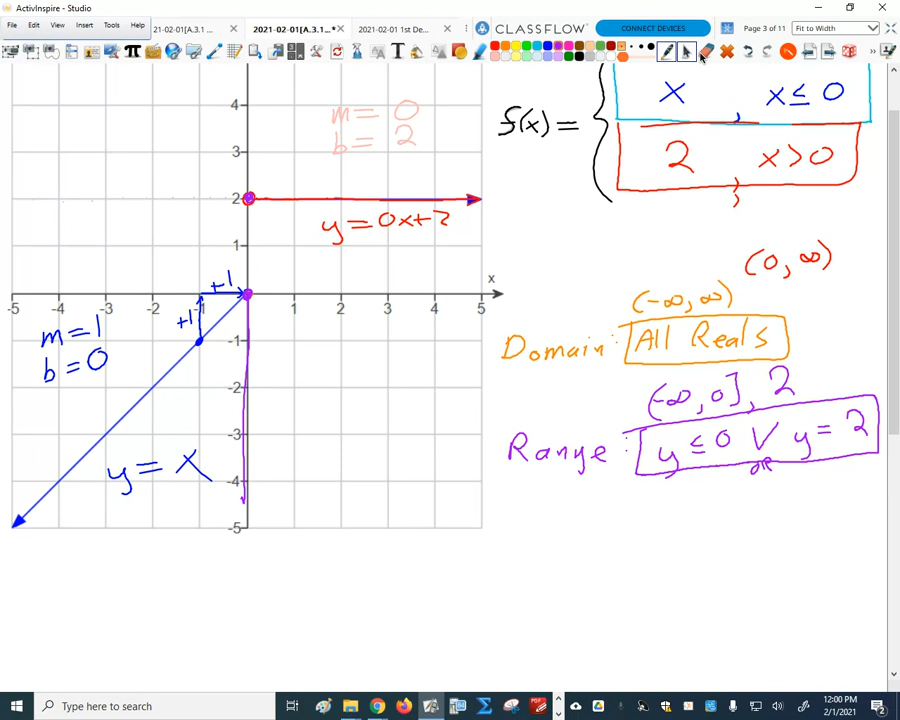 ActivInspire - Studio
File Edit View Insert Tools Help
21-02-01[A.3.1 ...
2021-02-01[A.3.1...*
2021-02-01 1st De...
CLASSFLOW
CONNECT DEVICES
Page 3 of 11
Fit to Width
4
3
2
1
-5 -4 -3 -2 -1 1 2 3 4 5
x
-1
-2
-3
-4
-5
m = 0
b = 2
y = 0x+2
+1
+1
m = 1
b = 0
y = x
f(x) = { x , x ≤ 0
2 , x > 0
(0, ∞)
(-∞, ∞)
Domain: All Reals
(-∞, 0], 2
Range: y ≤ 0 V y = 2
OR
Type here to search
12:00 PM
2/1/2021
2